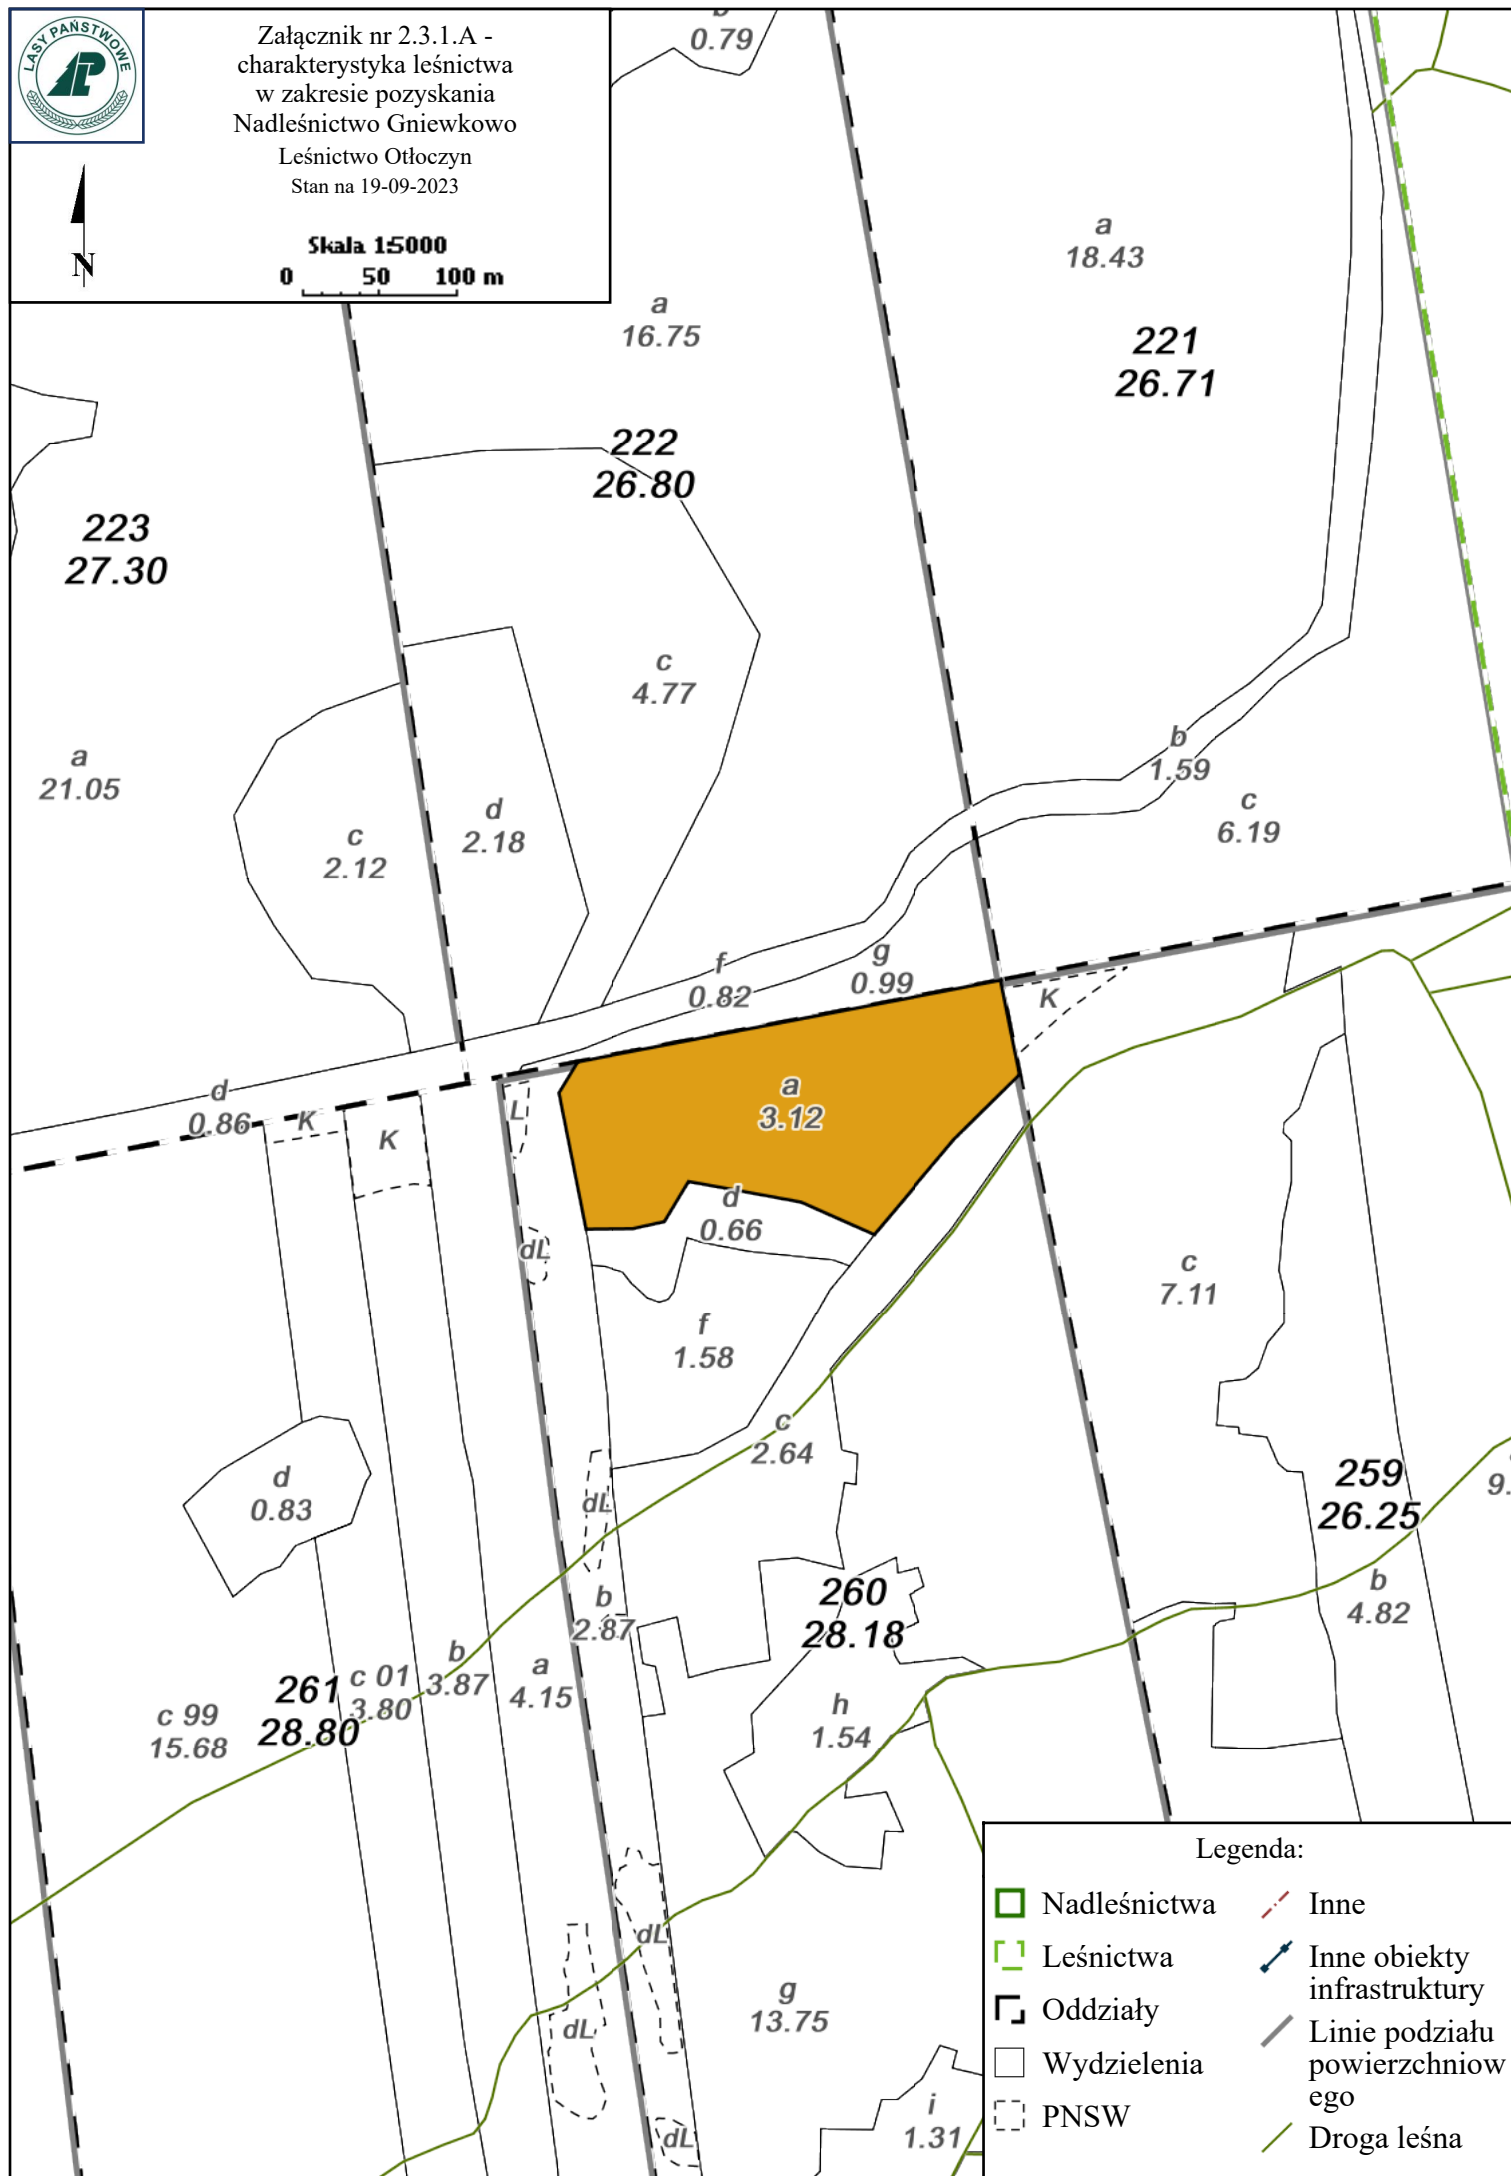 LASY PAŃSTWOWE
Załącznik nr 2.3.1.A -
charakterystyka leśnictwa
w zakresie pozyskania
Nadleśnictwo Gniewkowo
Leśnictwo Otłoczyn
Stan na 19-09-2023
N
Skala 1:5000
0 50 100 m
b
0.79
a
18.43
a
16.75
221
26.71
222
26.80
223
27.30
c
4.77
a
21.05
b
1.59
c
6.19
d
2.18
c
2.12
f
0.82
g
0.99
K
d
0.86
K
K
L
a
3.12
d
0.66
dL
c
7.11
f
1.58
c
2.64
d
0.83
dL
259
26.25
9.
260
28.18
b
2.87
b
4.82
261
28.80
c 01
3.80
b
3.87
a
4.15
c 99
15.68
h
1.54
dL
g
13.75
dL
i
1.31
dL
Legenda:
Nadleśnictwa
Leśnictwa
Oddziały
Wydzielenia
PNSW
Inne
Inne obiekty
infrastruktury
Linie podziału
powierzchniow
ego
Droga leśna